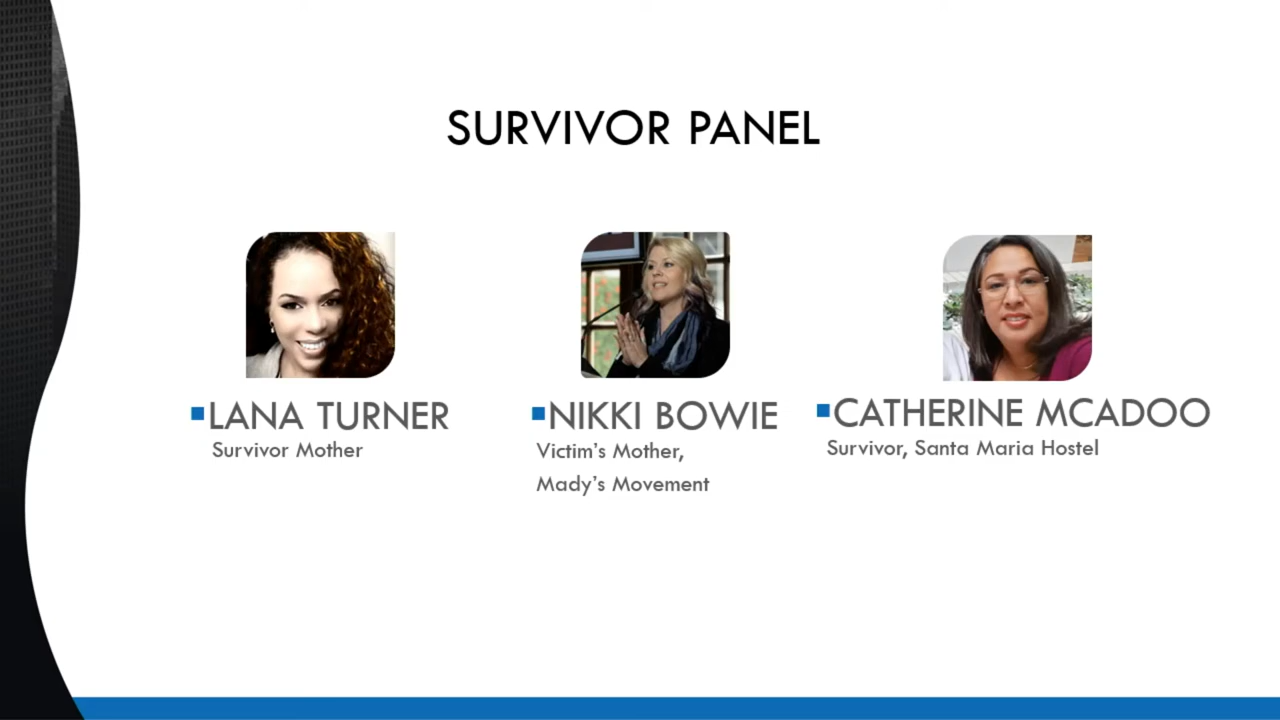 SURVIVOR PANEL
LANA TURNER
Survivor Mother
NIKKI BOWIE
Victim's Mother,
Mady's Movement
CATHERINE MCADOO
Survivor, Santa Maria Hostel